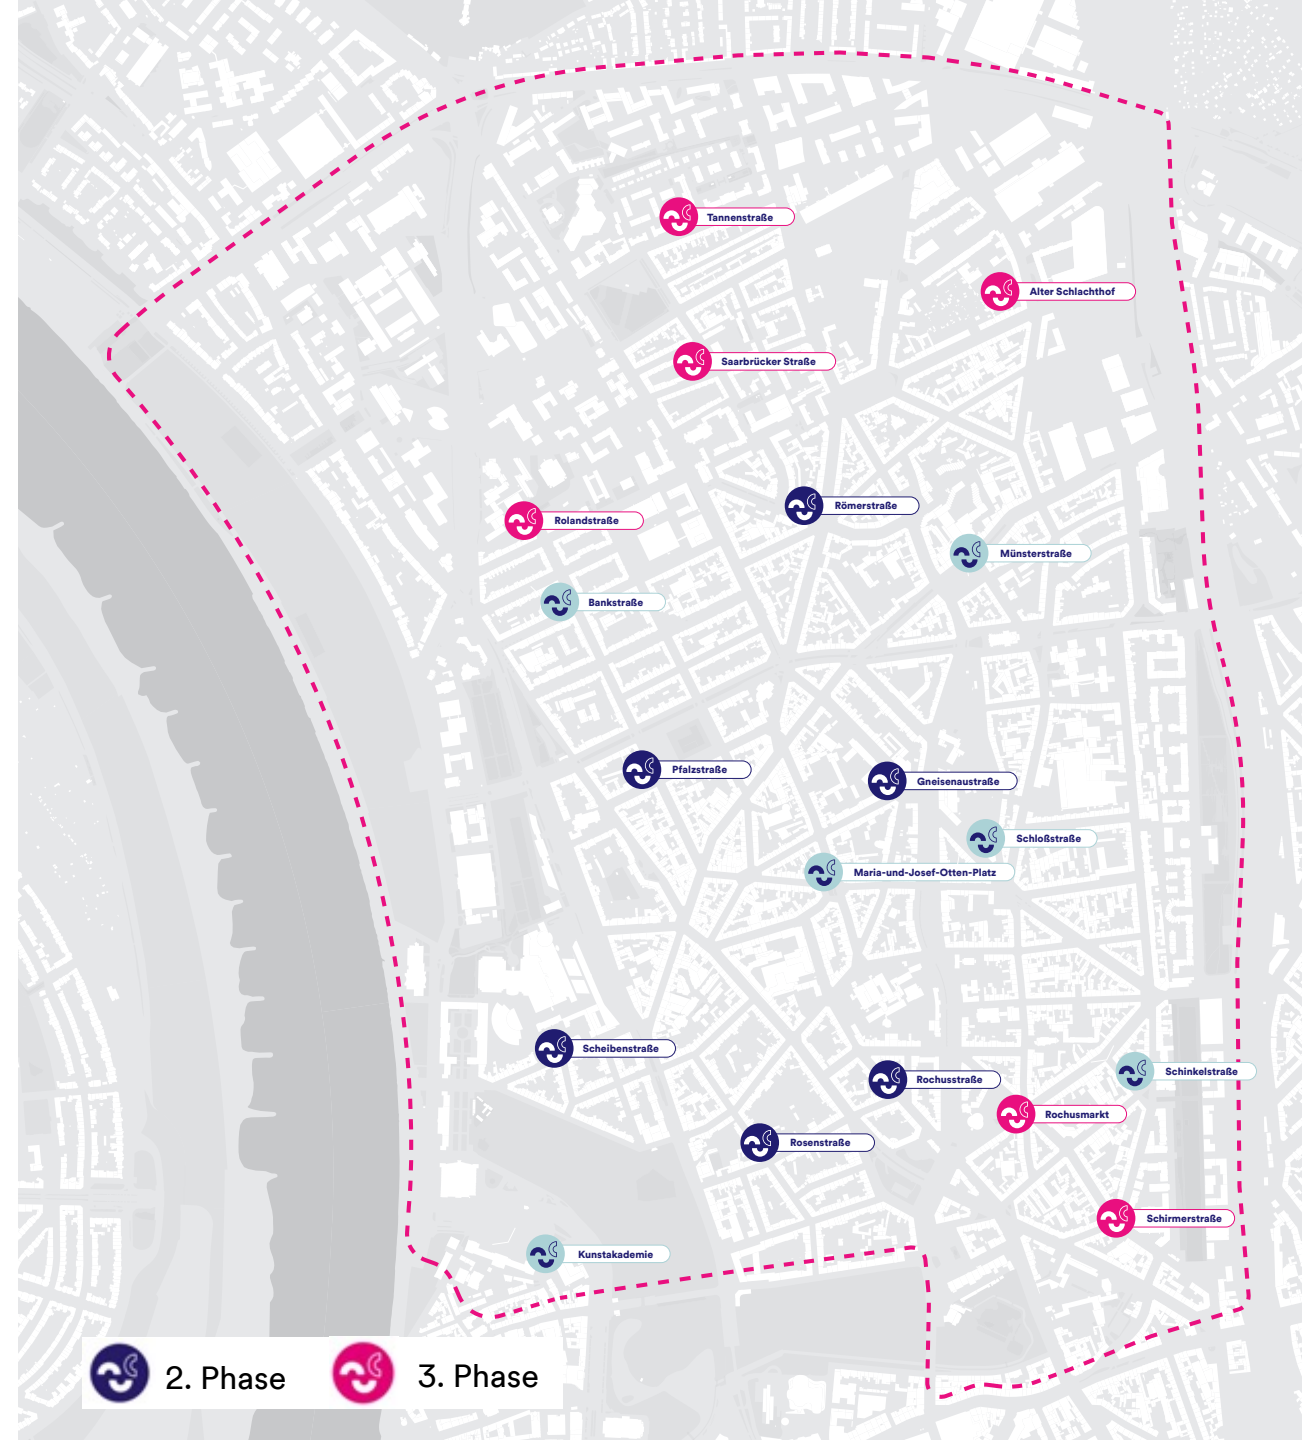 Tannenstraße
Alter Schlachthof
Saarbrücker Straße
Römerstraße
Rolandstraße
Münsterstraße
Bankstraße
Pfalzstraße
Gneisenaustraße
Schloßstraße
Maria-und-Josef-Otten-Platz
Scheibenstraße
Schinkelstraße
Rochusstraße
Rochusmarkt
Rosenstraße
Schirmerstraße
Kunstakademie
2. Phase
3. Phase